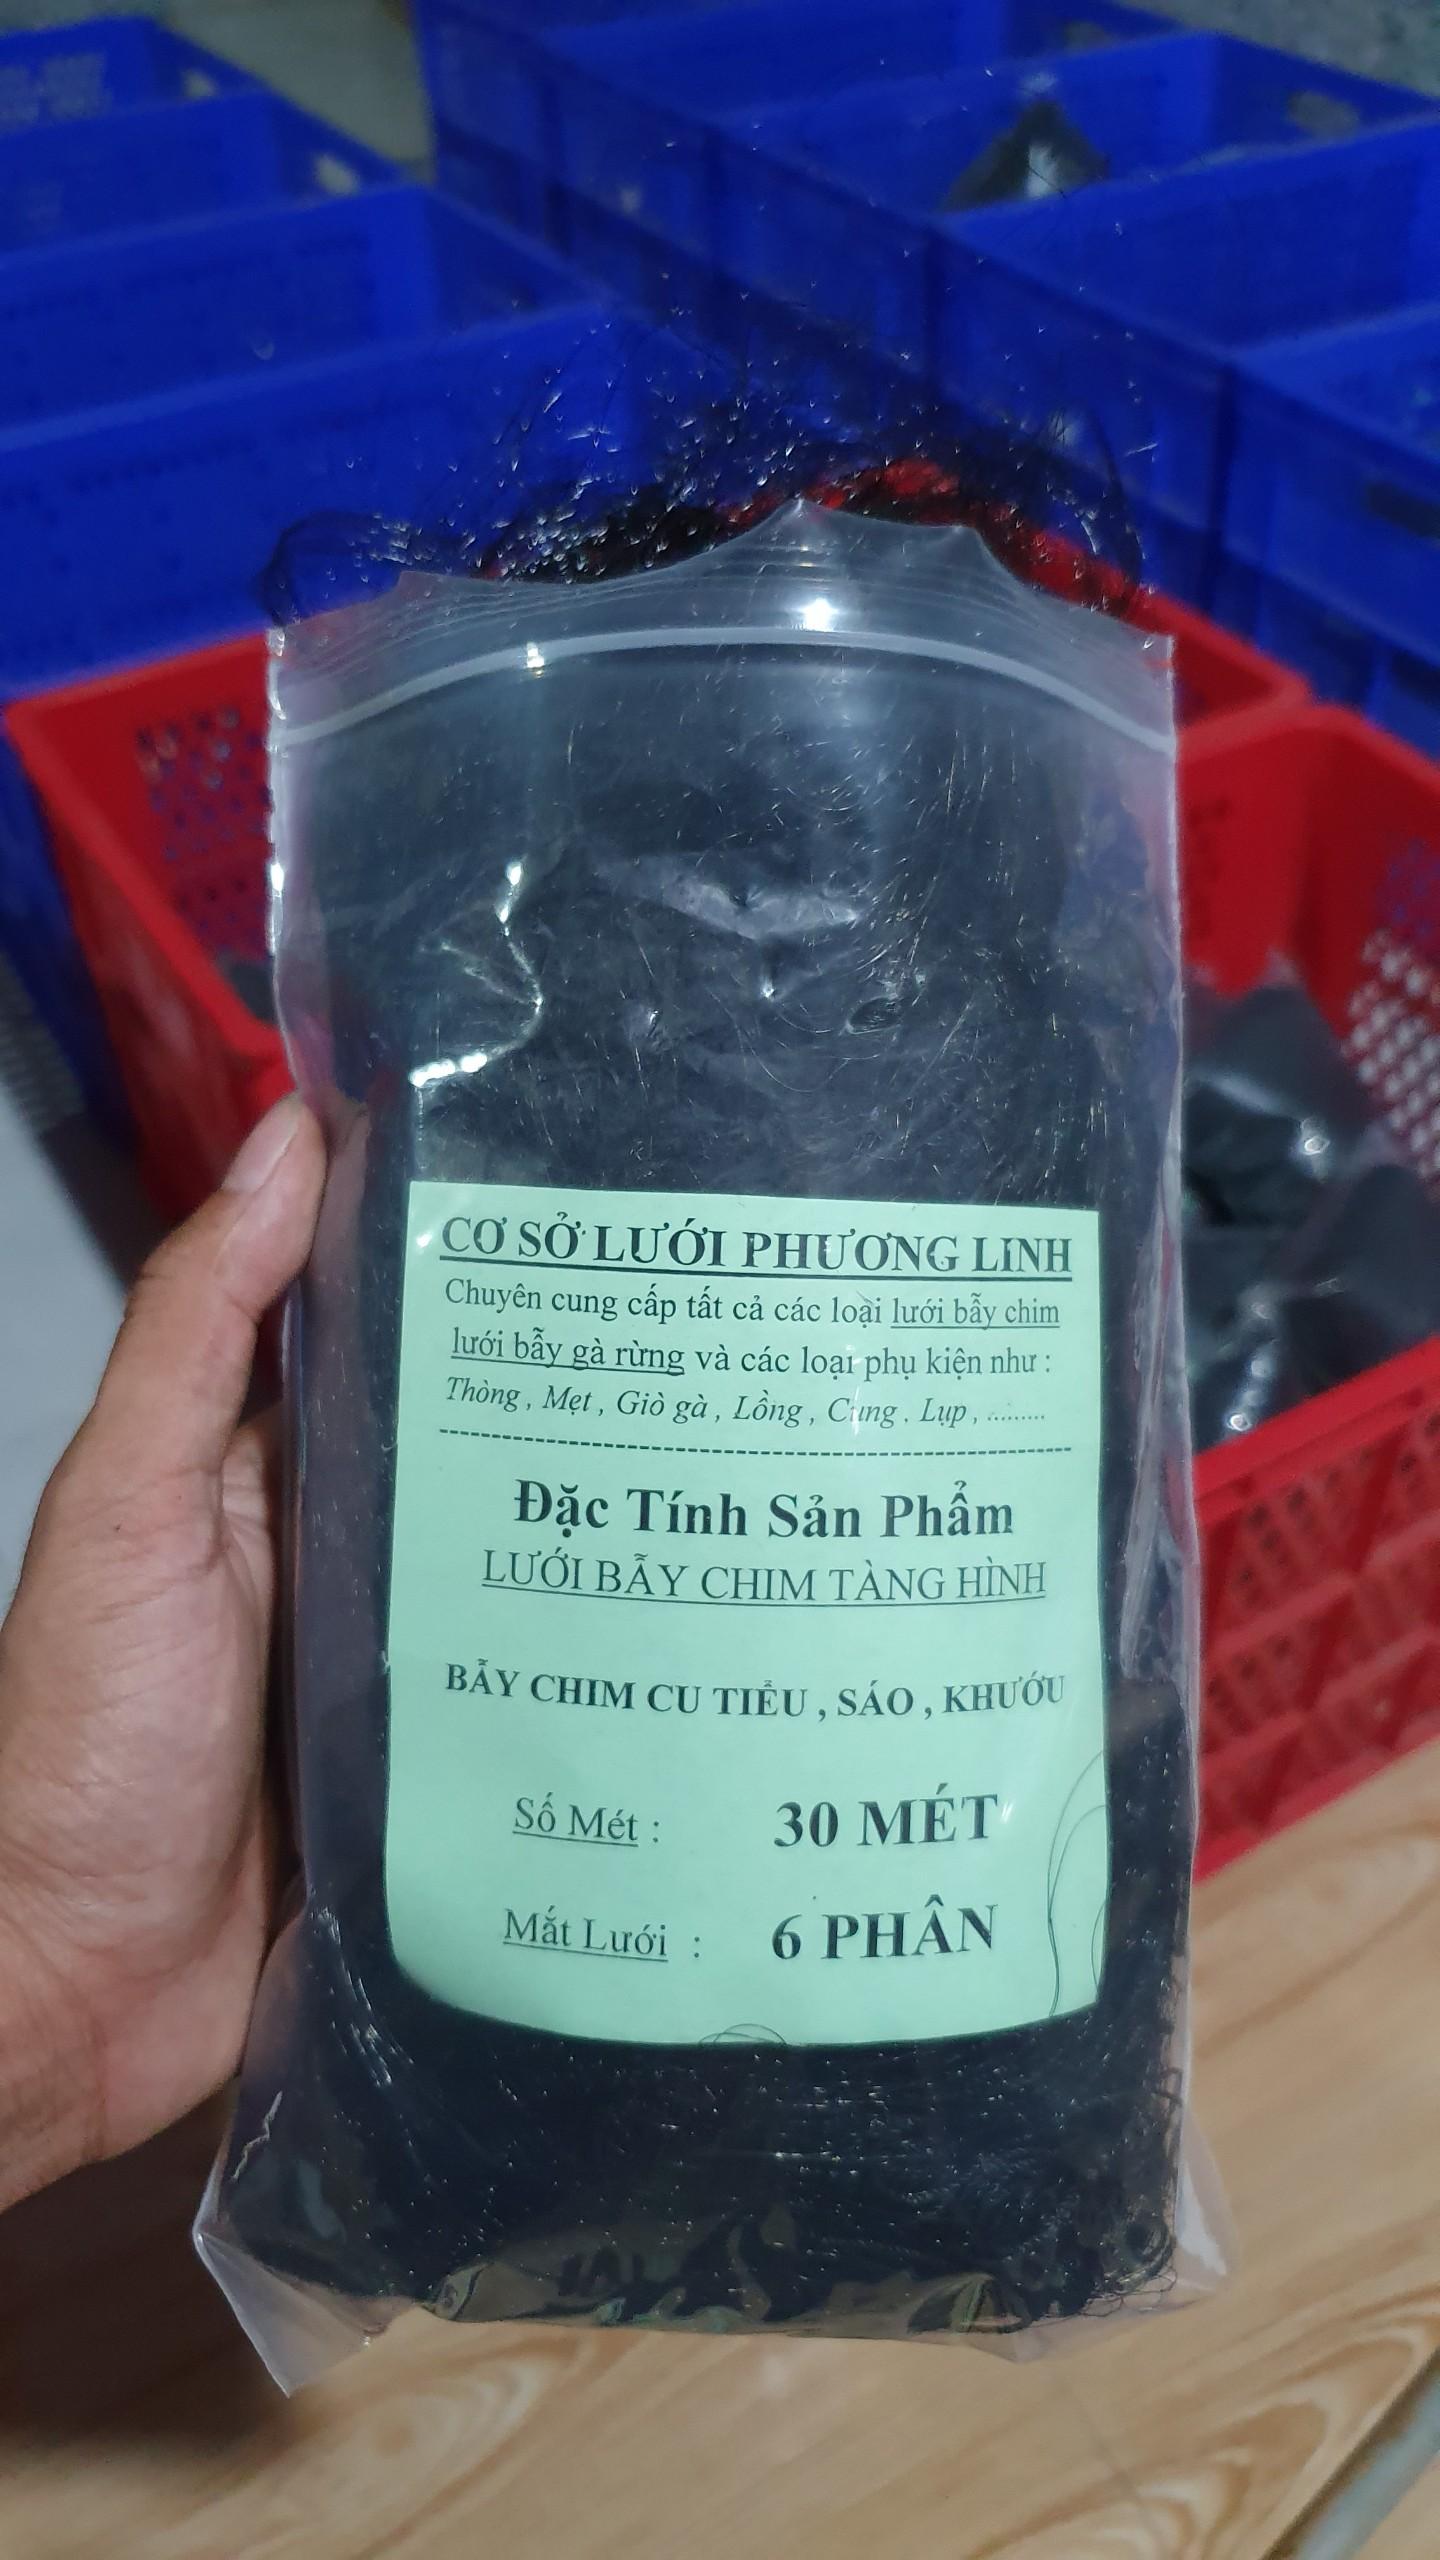 CƠ SỞ LƯỚI PHƯƠNG LINH
Chuyên cung cấp tất cả các loại lưới bẫy chim
lưới bẫy gà rừng và các loại phụ kiện như :
Thòng , Mẹt , Giò gà , Lồng , Cung . Lụp , .........
Đặc Tính Sản Phẩm
LƯỚI BẪY CHIM TÀNG HÌNH
BẪY CHIM CU TIỂU , SÁO , KHƯỚU
Số Mét : 30 MÉT
Mắt Lưới : 6 PHÂN